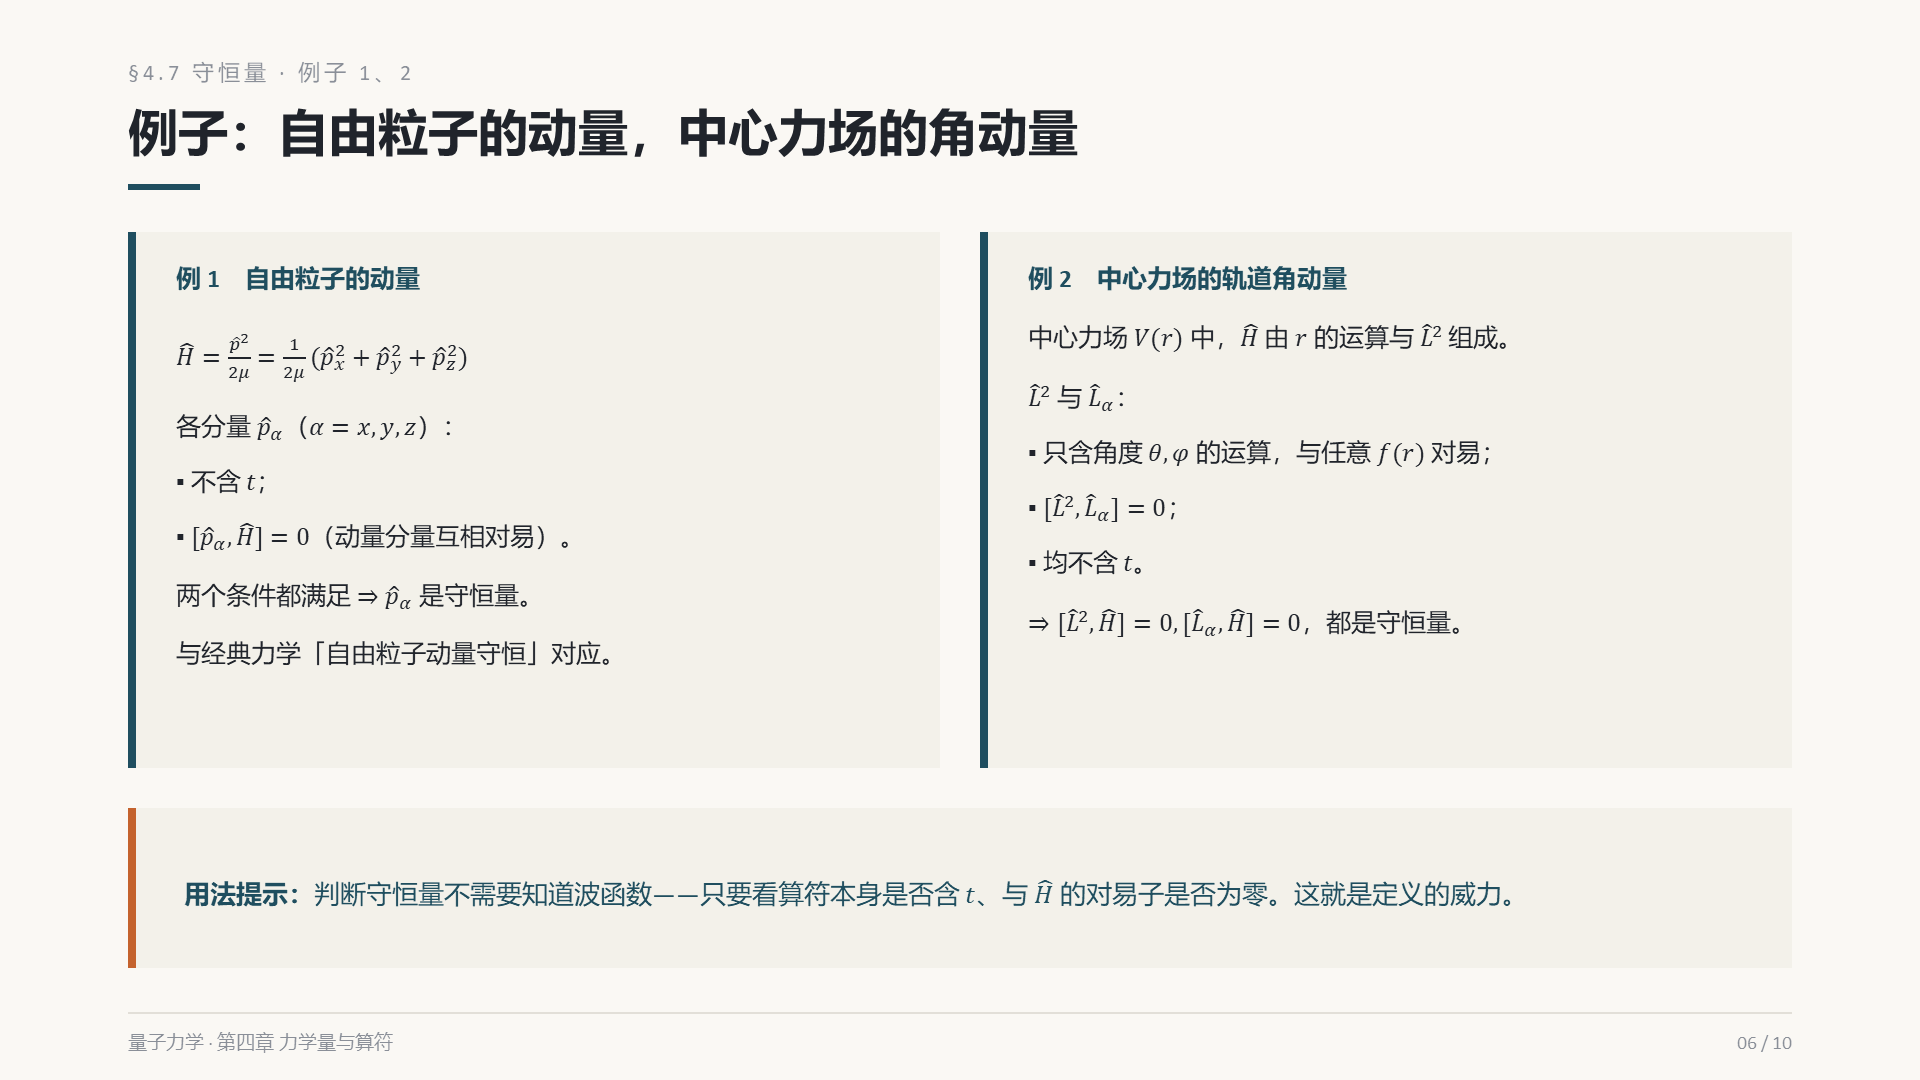 §4.7 守恒量 · 例子 1、2
例子：自由粒子的动量，中心力场的角动量
例 1　自由粒子的动量
Ĥ = p̂²/2μ = 1/2μ (p̂ₓ² + p̂_y² + p̂_z²)
各分量 p̂_α（α = x, y, z）：
▪ 不含 t；
▪ [p̂_α, Ĥ] = 0（动量分量互相对易）。
两个条件都满足 ⇒ p̂_α 是守恒量。
与经典力学「自由粒子动量守恒」对应。
例 2　中心力场的轨道角动量
中心力场 V(r) 中，Ĥ 由 r 的运算与 L̂² 组成。
L̂² 与 L̂_α：
▪ 只含角度 θ, φ 的运算，与任意 f(r) 对易；
▪ [L̂², L̂_α] = 0；
▪ 均不含 t。
⇒ [L̂², Ĥ] = 0, [L̂_α, Ĥ] = 0，都是守恒量。
用法提示：判断守恒量不需要知道波函数——只要看算符本身是否含 t、与 Ĥ 的对易子是否为零。这就是定义的威力。
量子力学 · 第四章 力学量与算符
06 / 10